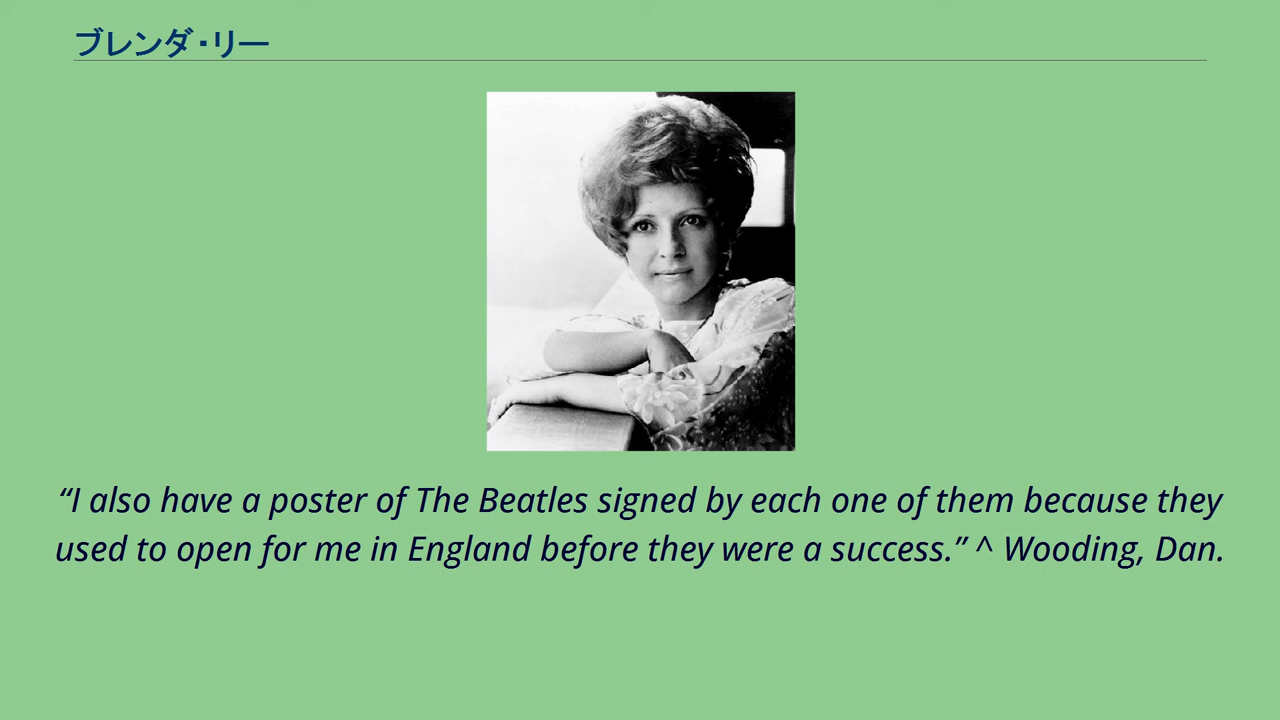 ブレンダ・リー
“I also have a poster of The Beatles signed by each one of them because they
used to open for me in England before they were a success.” ^ Wooding, Dan.